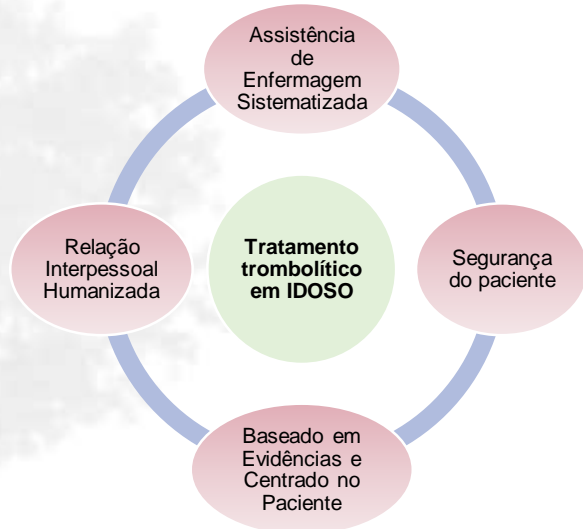 Assistência
de
Enfermagem
Sistematizada
Relação
Interpessoal
Humanizada
Tratamento
trombolítico
em IDOSO
Segurança
do paciente
Baseado em
Evidências e
Centrado no
Paciente